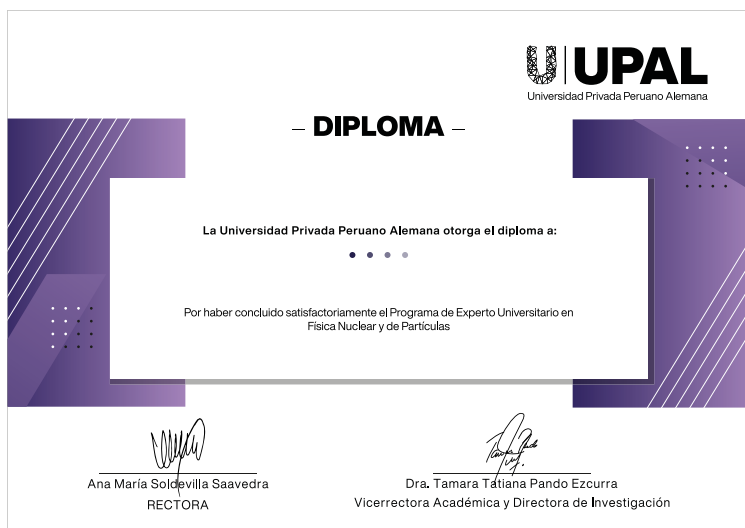 UPAL
Universidad Privada Peruano Alemana
– DIPLOMA –
La Universidad Privada Peruano Alemana otorga el diploma a:
Por haber concluido satisfactoriamente el Programa de Experto Universitario en
Física Nuclear y de Partículas
Ana María Soldevilla Saavedra
RECTORA
Dra. Tamara Tatiana Pando Ezcurra
Vicerrectora Académica y Directora de Investigación